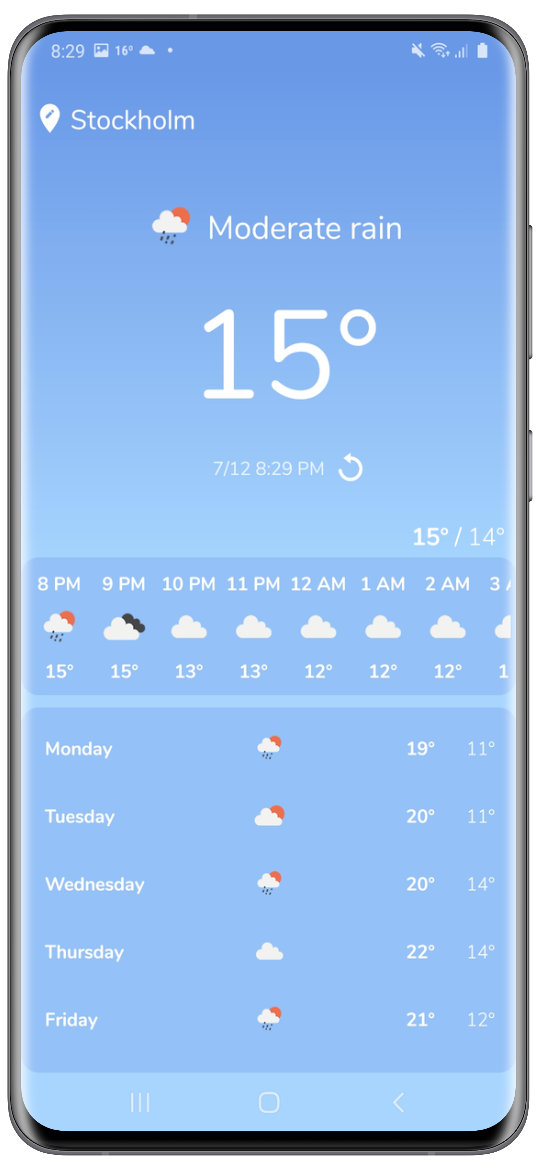 8:29 16°
Stockholm
Moderate rain
15°
7/12 8:29 PM
15° / 14°
8 PM 9 PM 10 PM 11 PM 12 AM 1 AM 2 AM 3
15° 15° 13° 13° 12° 12° 12° 1
Monday 19° 11°
Tuesday 20° 11°
Wednesday 20° 14°
Thursday 22° 14°
Friday 21° 12°